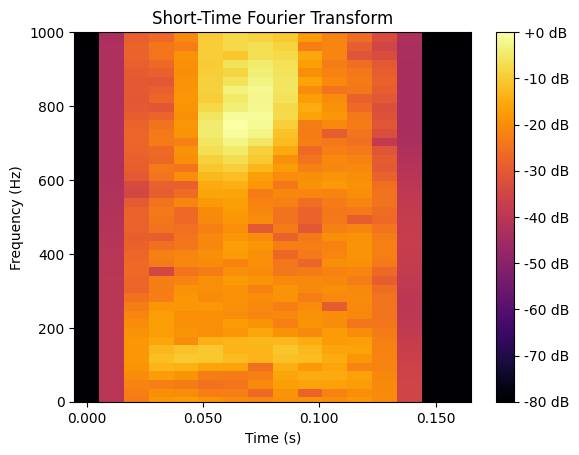 Short-Time Fourier Transform
Frequency (Hz)
1000
800
600
400
200
0
0.000
0.050
0.100
0.150
Time (s)
+0 dB
-10 dB
-20 dB
-30 dB
-40 dB
-50 dB
-60 dB
-70 dB
-80 dB